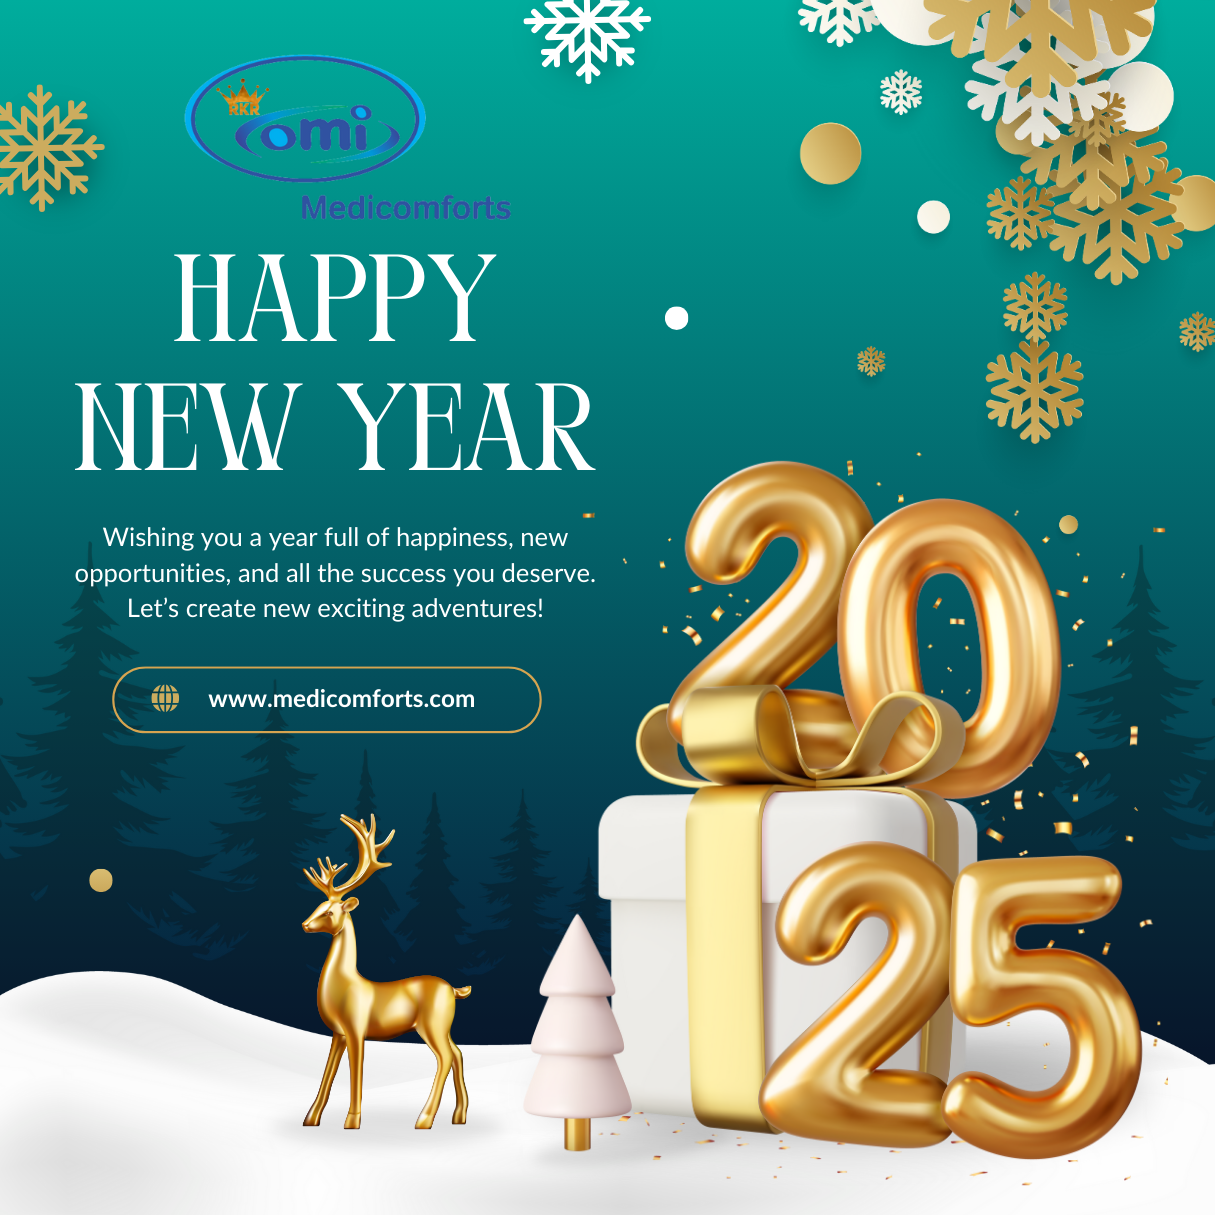 RKR
omi
Medicomforts
HAPPY
NEW YEAR
Wishing you a year full of happiness, new
opportunities, and all the success you deserve.
Let’s create new exciting adventures!
www.medicomforts.com
20
25